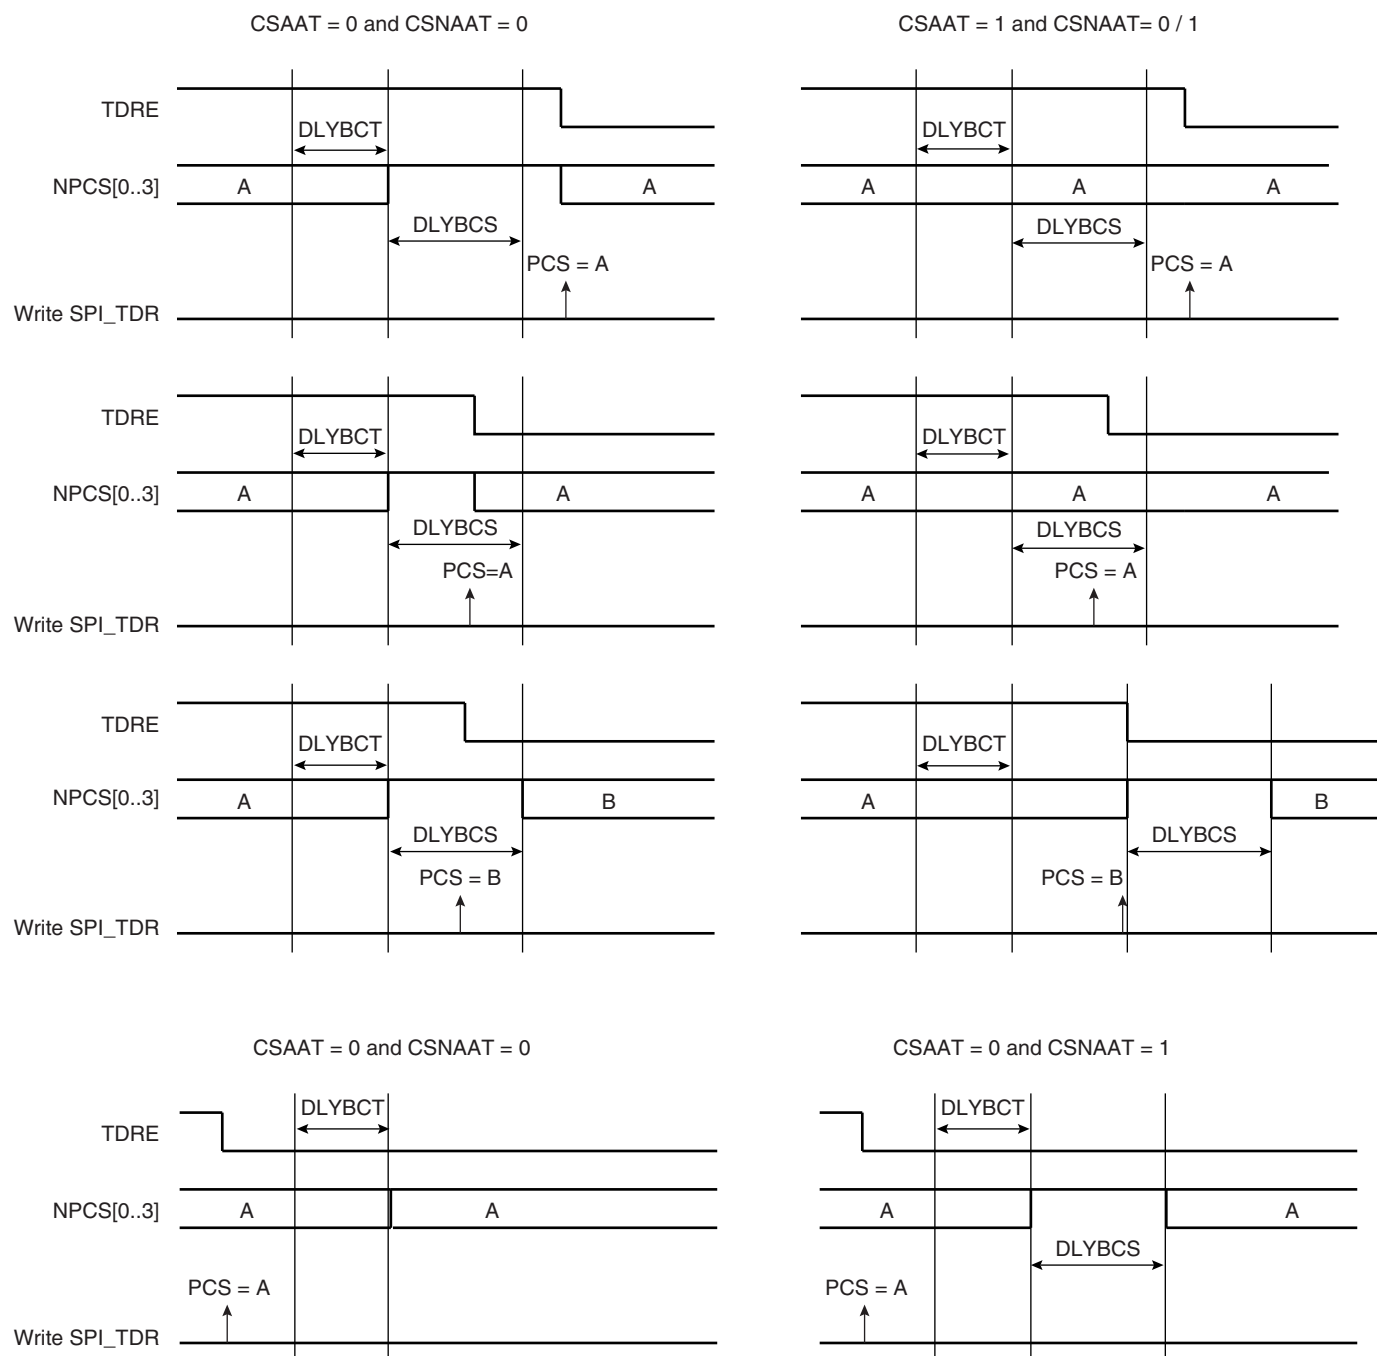 CSAAT = 0 and CSNAAT = 0
CSAAT = 1 and CSNAAT= 0 / 1
TDRE
DLYBCT
DLYBCT
NPCS[0..3]
A
A
A
A
A
DLYBCS
DLYBCS
PCS = A
PCS = A
Write SPI_TDR
TDRE
DLYBCT
DLYBCT
NPCS[0..3]
A
A
A
A
A
DLYBCS
DLYBCS
PCS=A
PCS = A
Write SPI_TDR
TDRE
DLYBCT
DLYBCT
NPCS[0..3]
A
B
A
B
DLYBCS
DLYBCS
PCS = B
PCS = B
Write SPI_TDR
CSAAT = 0 and CSNAAT = 0
CSAAT = 0 and CSNAAT = 1
DLYBCT
DLYBCT
TDRE
NPCS[0..3]
A
A
A
A
DLYBCS
PCS = A
PCS = A
Write SPI_TDR